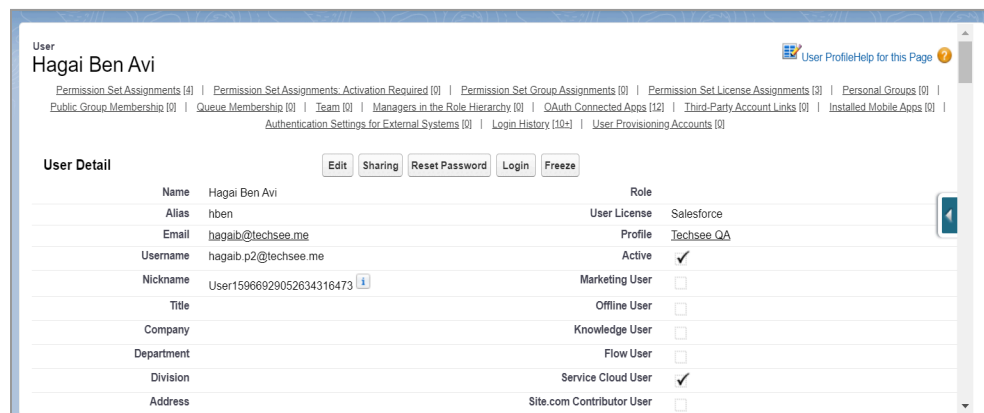 User
Hagai Ben Avi
User ProfileHelp for this Page ?
Permission Set Assignments [4] | Permission Set Assignments: Activation Required [0] | Permission Set Group Assignments [0] | Permission Set License Assignments [3] | Personal Groups [0] |
Public Group Membership [0] | Queue Membership [0] | Team [0] | Managers in the Role Hierarchy [0] | OAuth Connected Apps [12] | Third-Party Account Links [0] | Installed Mobile Apps [0] |
Authentication Settings for External Systems [0] | Login History [10+] | User Provisioning Accounts [0]
User Detail Edit Sharing Reset Password Login Freeze
Name Hagai Ben Avi Role
Alias hben User License Salesforce
Email hagaib@techsee.me Profile Techsee QA
Username hagaib.p2@techsee.me Active ✓
Nickname User15966929052634316473 i Marketing User
Title Offline User
Company Knowledge User
Department Flow User
Division Service Cloud User ✓
Address Site.com Contributor User